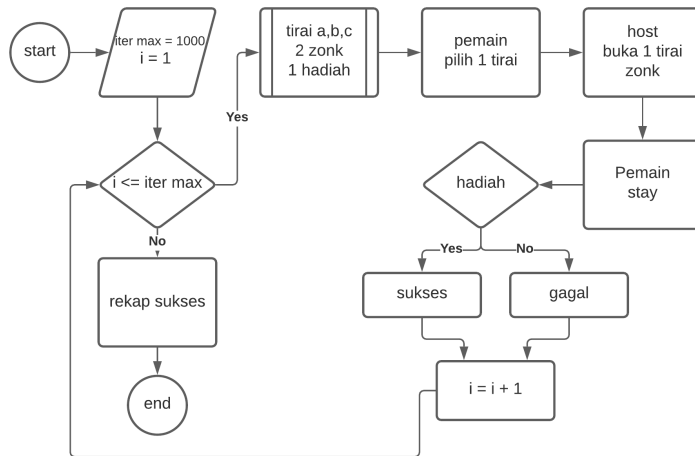 start
iter max = 1000
i = 1
tirai a,b,c
2 zonk
1 hadiah
pemain
pilih 1 tirai
host
buka 1 tirai
zonk
Yes
i <= iter max
hadiah
Pemain
stay
No
Yes
No
rekap sukses
sukses
gagal
end
i = i + 1